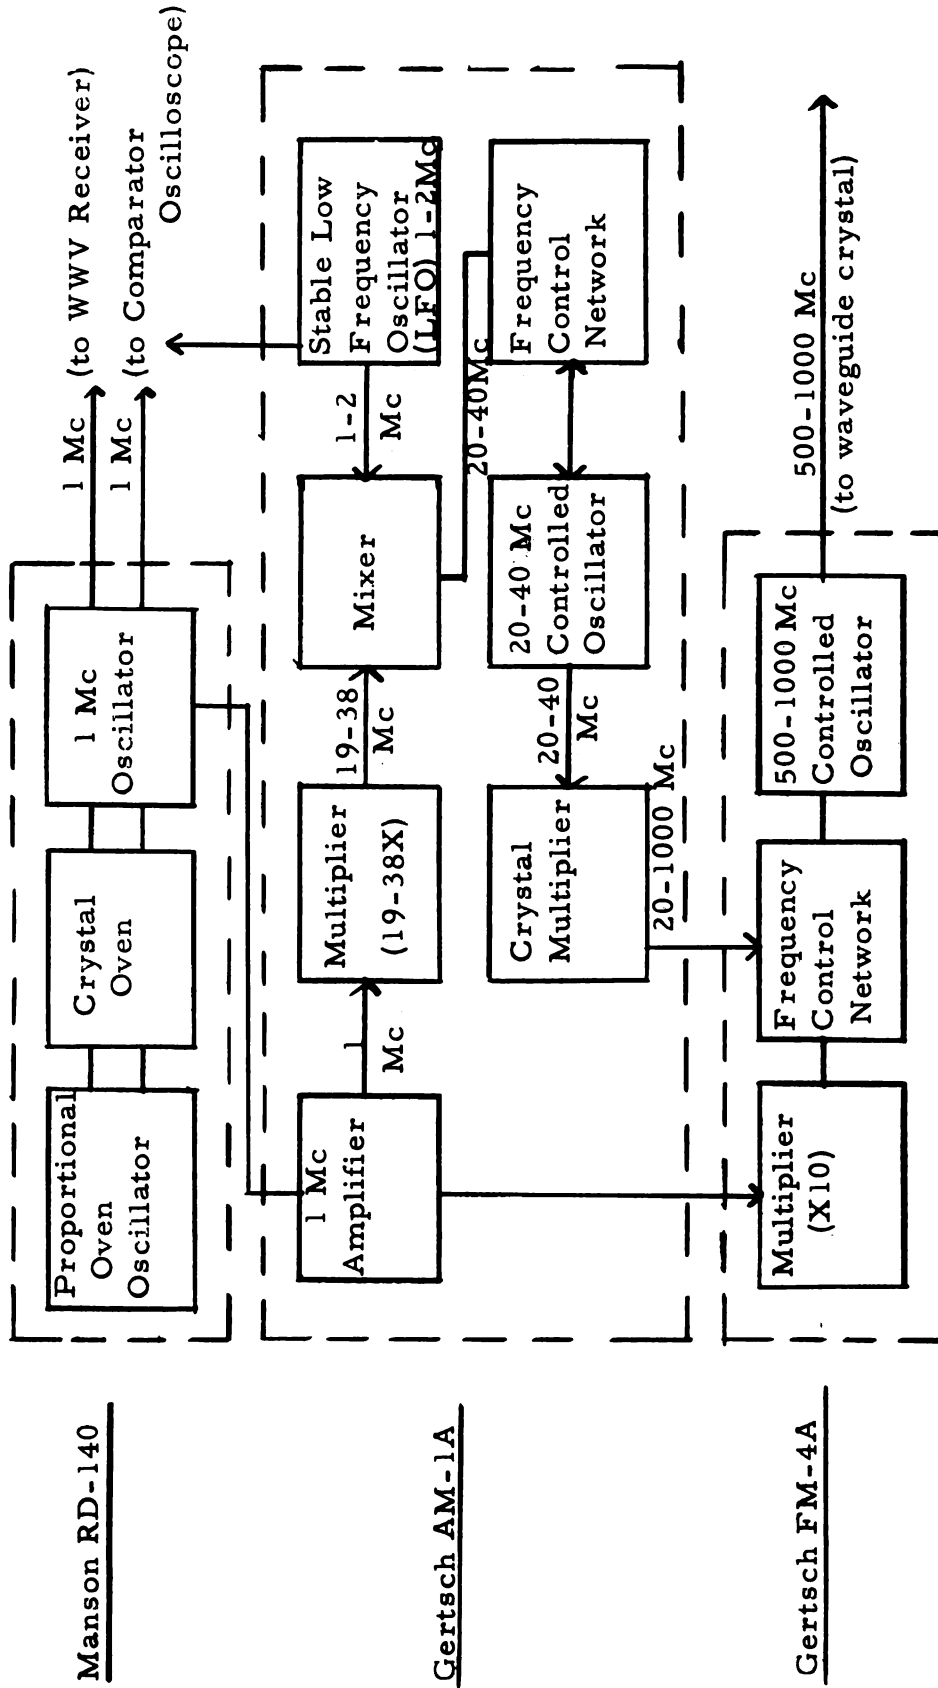 Manson RD-140
Proportional
Oven
Oscillator
Crystal
Oven
1 Mc
Oscillator
1 Mc
(to WWV Receiver)
1 Mc
(to Comparator
Oscilloscope)
Gertsch AM-1A
1 Mc
Amplifier
1
Mc
Multiplier
(19-38X)
19-38
Mc
Mixer
1-2
Mc
Stable Low
Frequency
Oscillator
(LFO) 1-2Mc
20-40Mc
Crystal
Multiplier
20-40
Mc
20-40 Mc
Controlled
Oscillator
Frequency
Control
Network
20-1000 Mc
Gertsch FM-4A
Multiplier
(X10)
Frequency
Control
Network
500-1000 Mc
Controlled
Oscillator
500-1000 Mc
(to waveguide crystal)